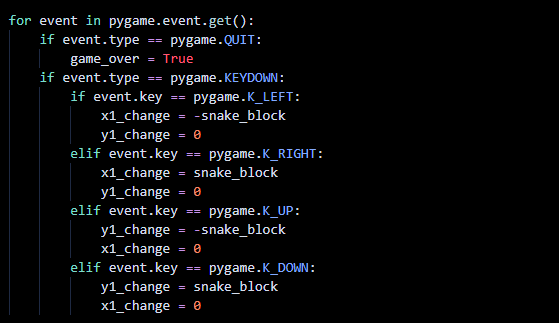 for event in pygame.event.get():
    if event.type == pygame.QUIT:
        game_over = True
    if event.type == pygame.KEYDOWN:
        if event.key == pygame.K_LEFT:
            x1_change = -snake_block
            y1_change = 0
        elif event.key == pygame.K_RIGHT:
            x1_change = snake_block
            y1_change = 0
        elif event.key == pygame.K_UP:
            y1_change = -snake_block
            x1_change = 0
        elif event.key == pygame.K_DOWN:
            y1_change = snake_block
            x1_change = 0